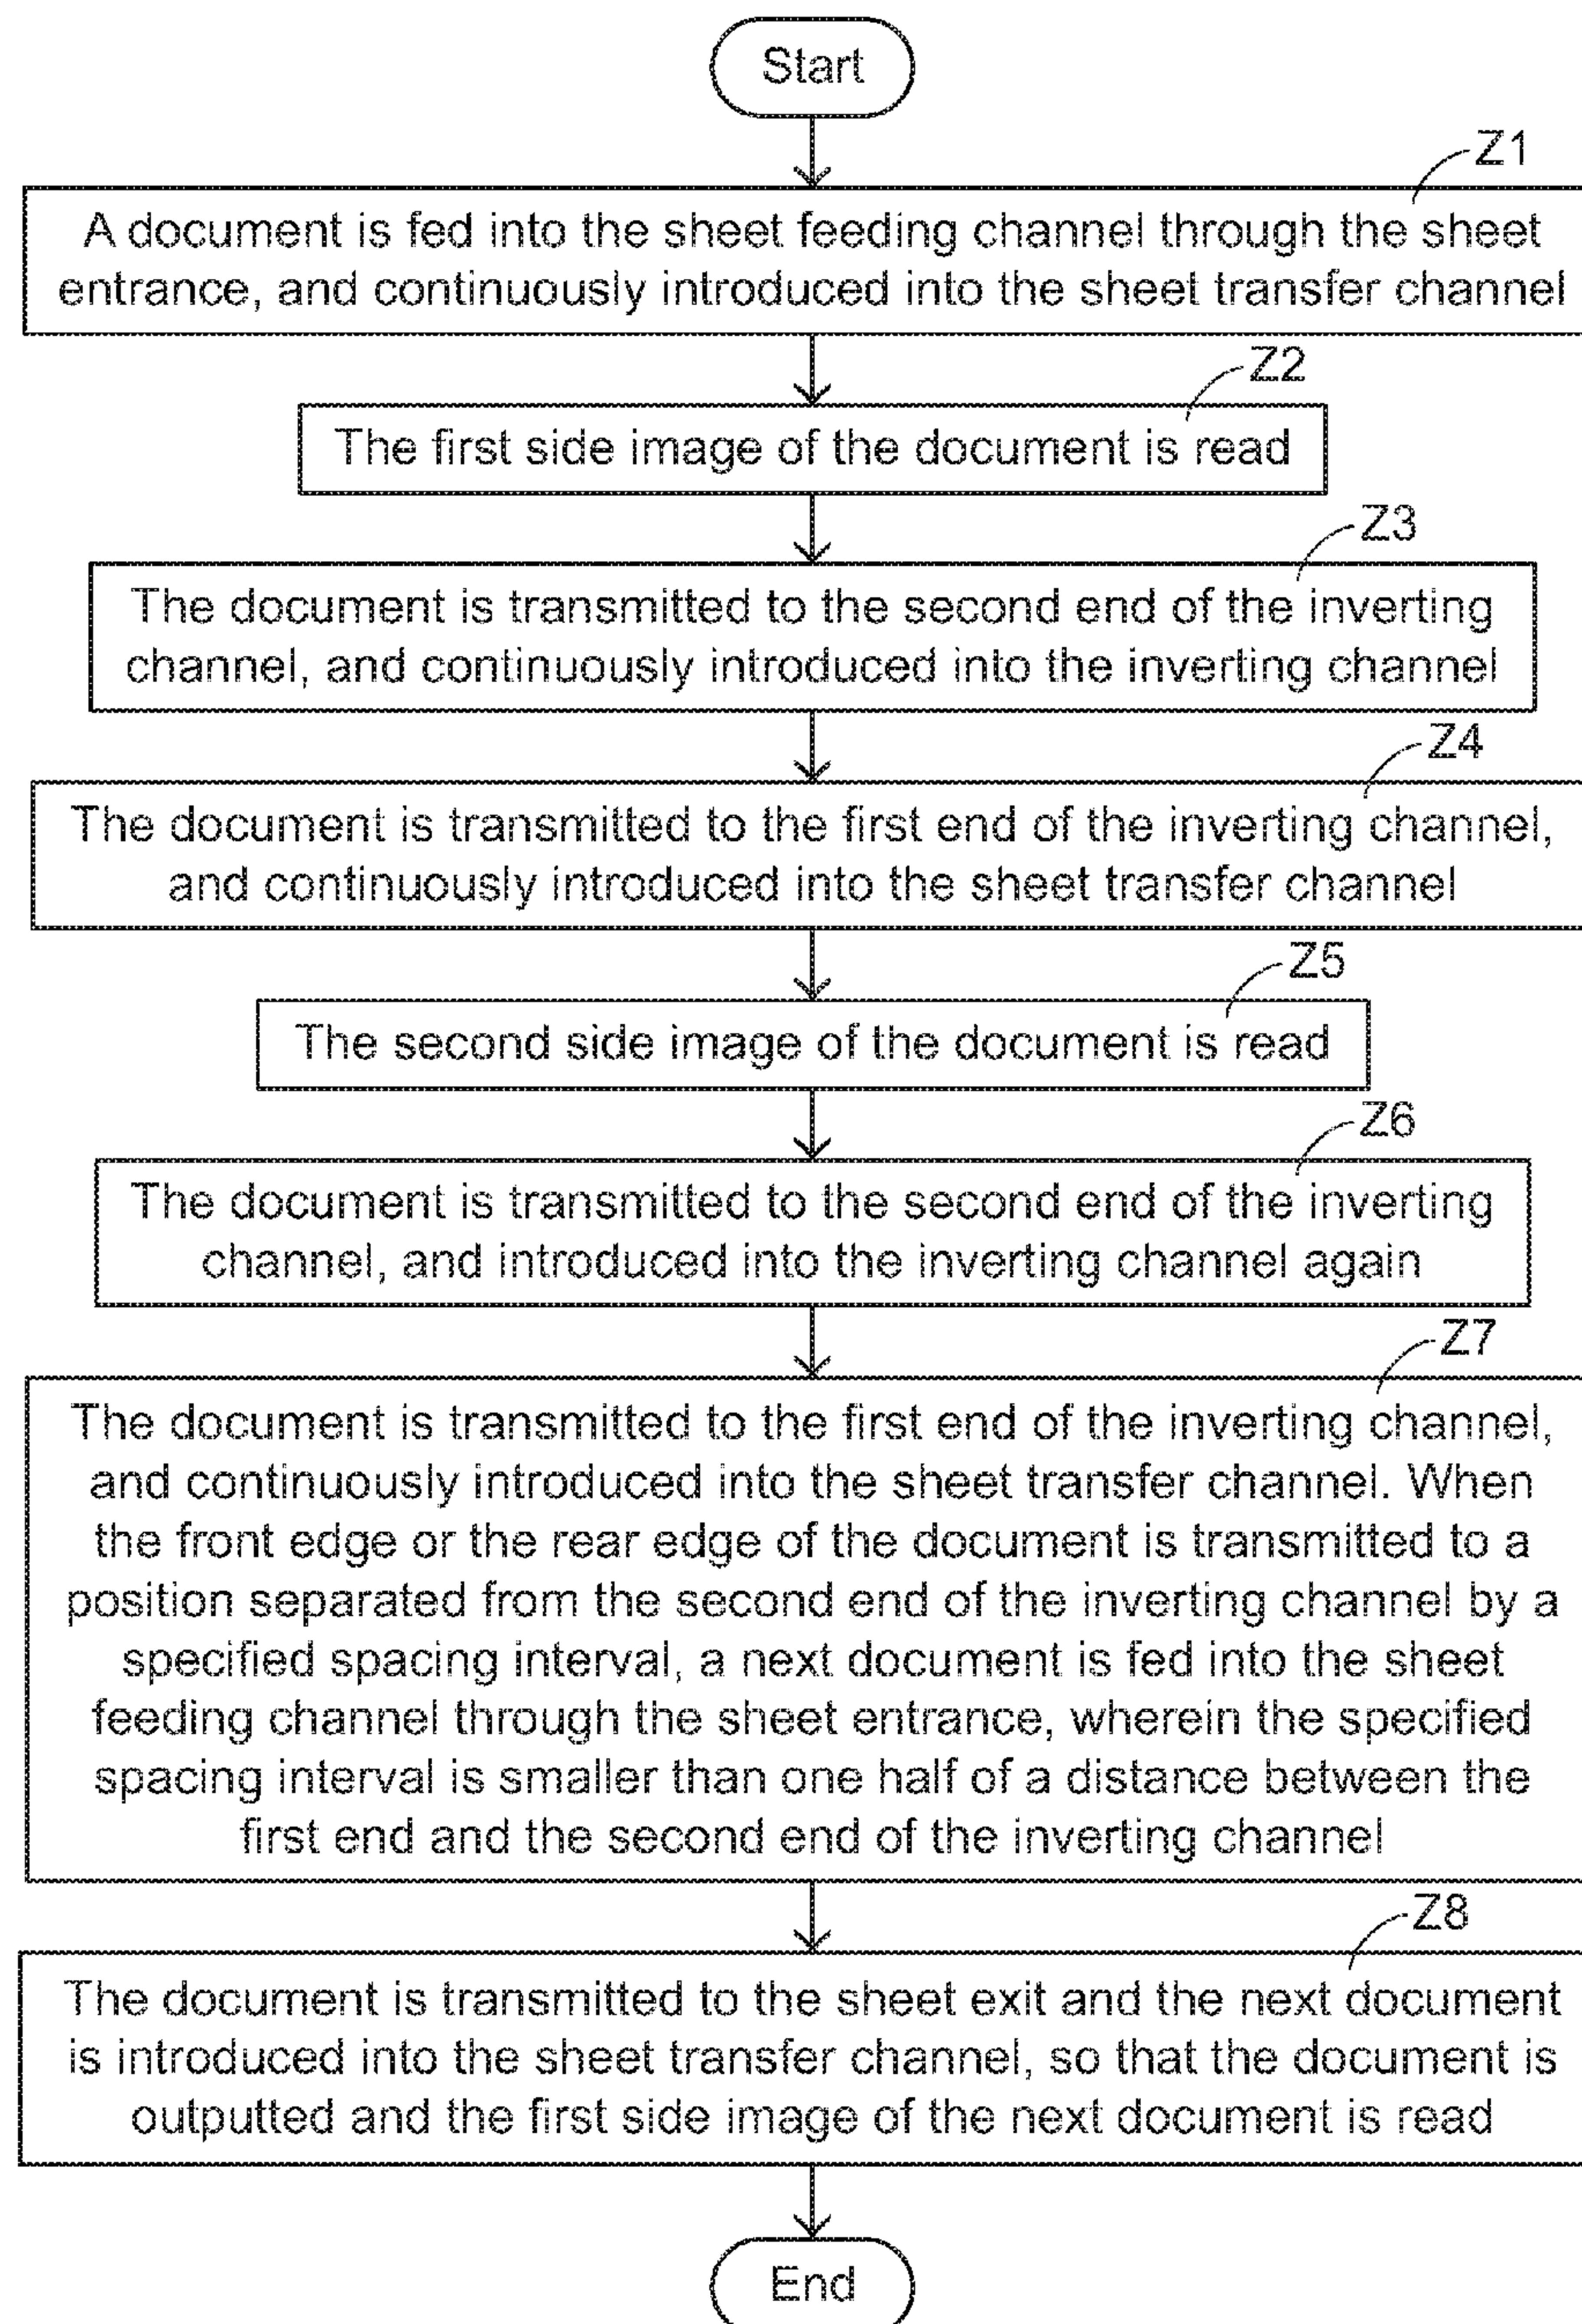 Start
Z1
A document is fed into the sheet feeding channel through the sheet
entrance, and continuously introduced into the sheet transfer channel
Z2
The first side image of the document is read
Z3
The document is transmitted to the second end of the inverting
channel, and continuously introduced into the inverting channel
Z4
The document is transmitted to the first end of the inverting channel,
and continuously introduced into the sheet transfer channel
Z5
The second side image of the document is read
Z6
The document is transmitted to the second end of the inverting
channel, and introduced into the inverting channel again
Z7
The document is transmitted to the first end of the inverting channel,
and continuously introduced into the sheet transfer channel. When
the front edge or the rear edge of the document is transmitted to a
position separated from the second end of the inverting channel by a
specified spacing interval, a next document is fed into the sheet
feeding channel through the sheet entrance, wherein the specified
spacing interval is smaller than one half of a distance between the
first end and the second end of the inverting channel
Z8
The document is transmitted to the sheet exit and the next document
is introduced into the sheet transfer channel, so that the document is
outputted and the first side image of the next document is read
End